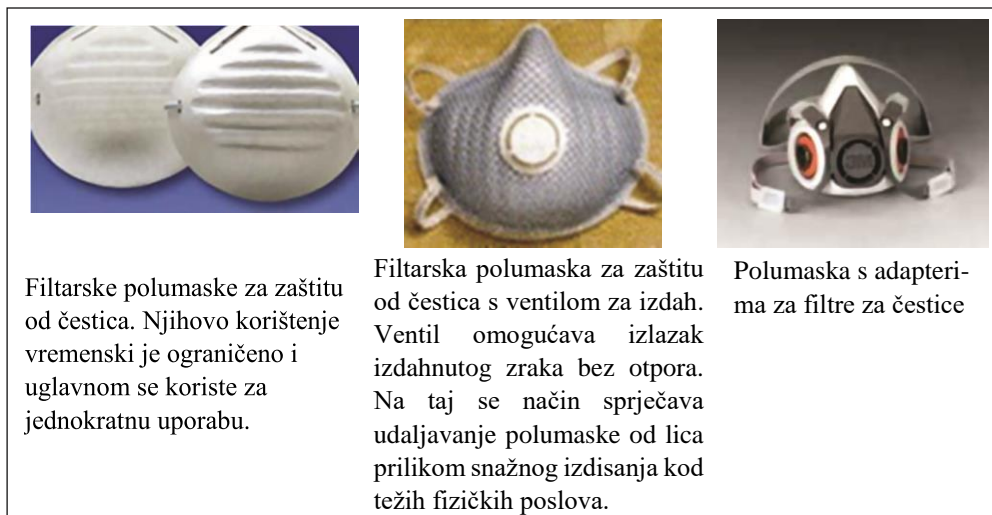 Filtarske polumaske za zaštitu
od čestica. Njihovo korištenje
vremenski je ograničeno i
uglavnom se koriste za
jednokratnu uporabu.
Filtarska polumaska za zaštitu
od čestica s ventilom za izdah.
Ventil omogućava izlazak
izdahnutog zraka bez otpora.
Na taj se način sprječava
udaljavanje polumaske od lica
prilikom snažnog izdisanja kod
težih fizičkih poslova.
3M
Polumaska s adapteri-
ma za filtre za čestice